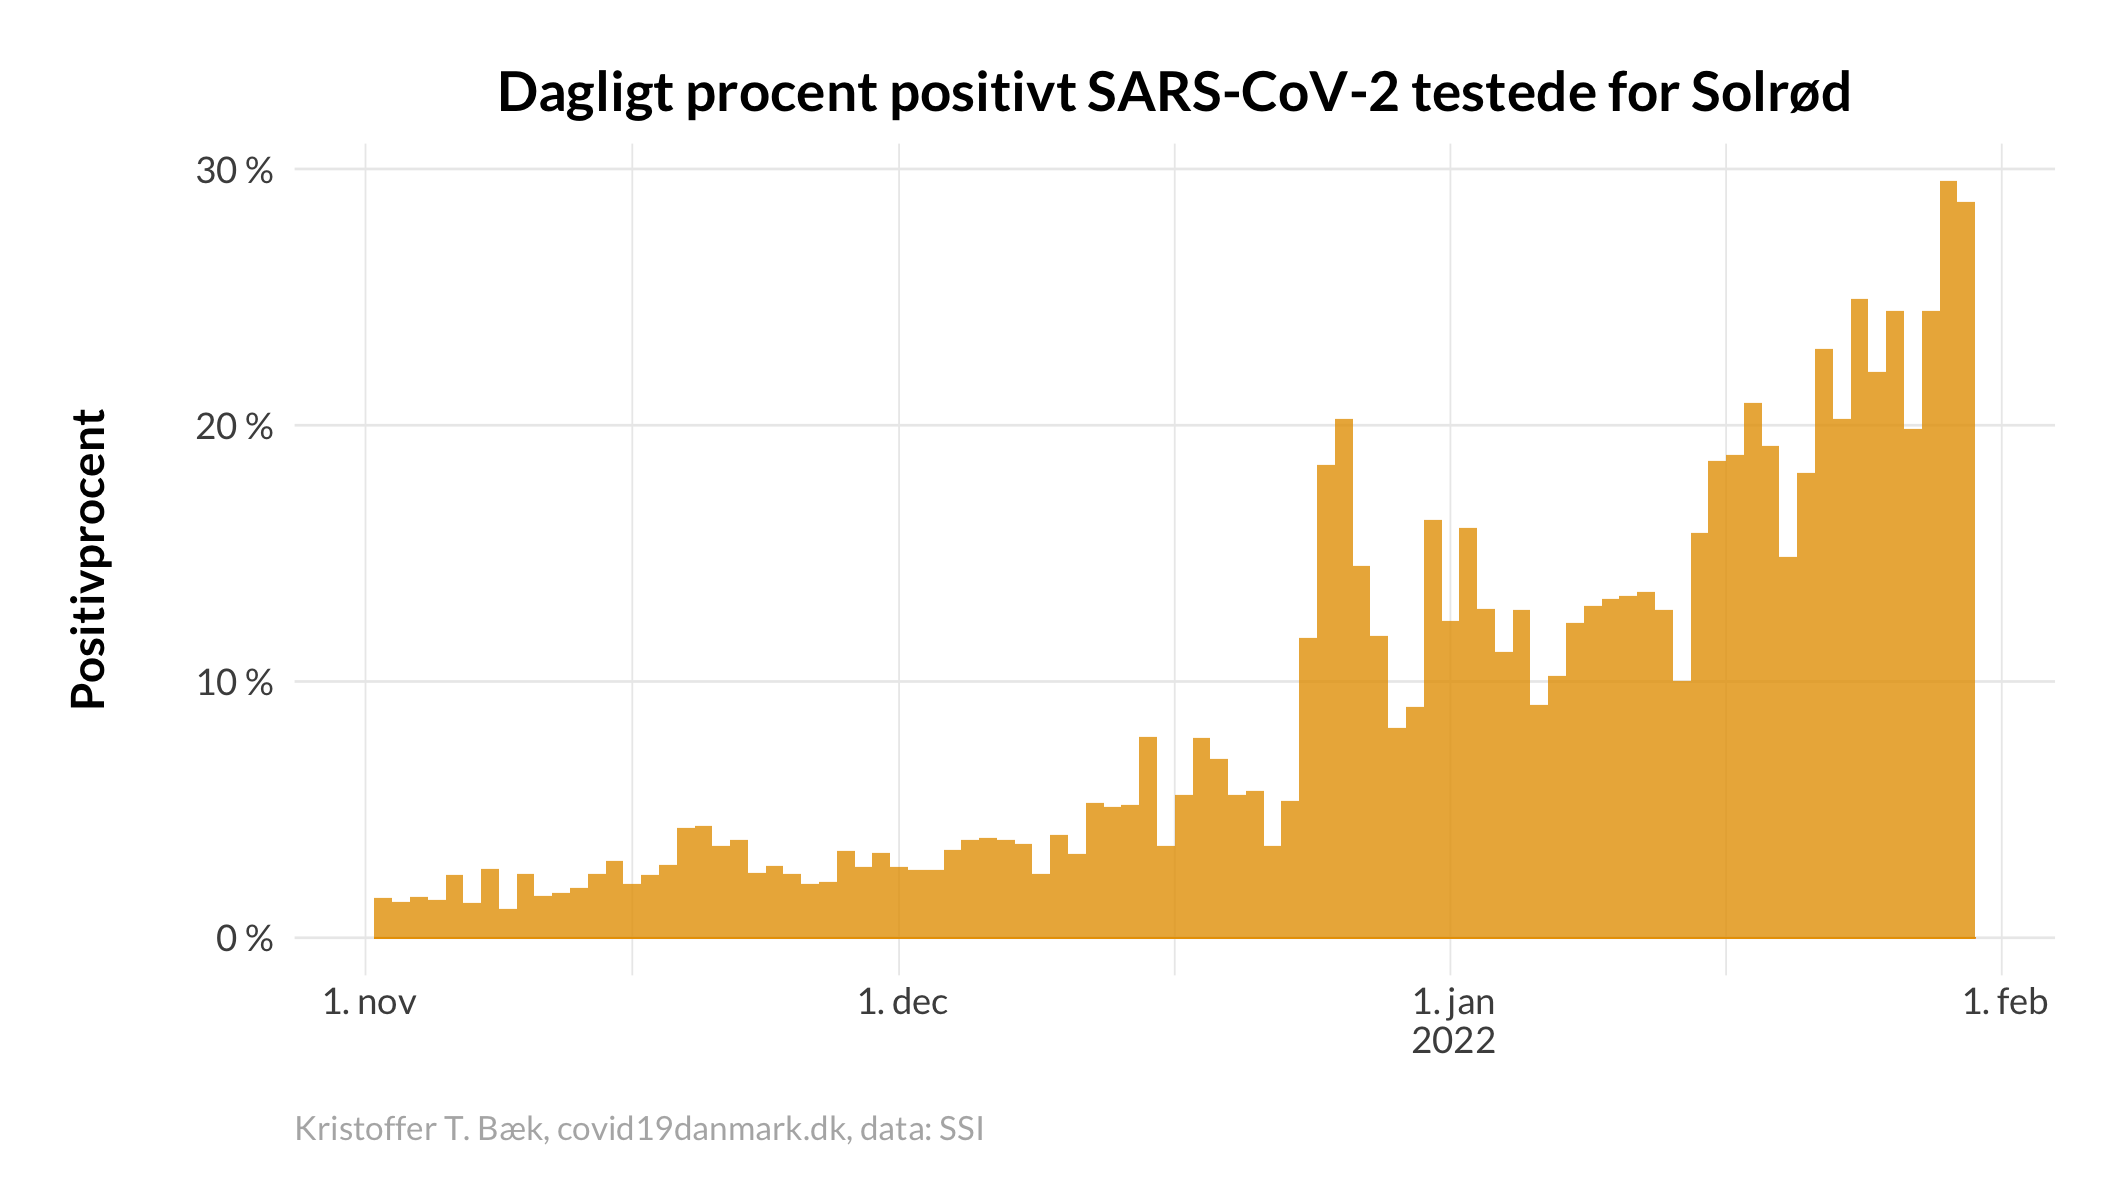 Dagligt procent positivt SARS-CoV-2 testede for Solrød
Positivprocent
30 %
20 %
10 %
0 %
1. nov
1. dec
1. jan
2022
1. feb
Kristoffer T. Bæk, covid19danmark.dk, data: SSI